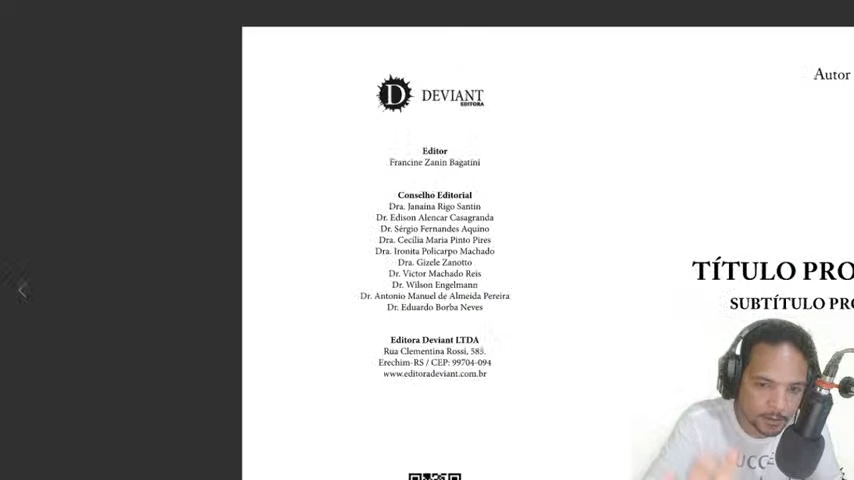 D DEVIANT
EDITORA
Editor
Francine Zanin Bagatini
Conselho Editorial
Dra. Janaína Rigo Santin
Dr. Edison Alencar Casagranda
Dr. Sérgio Fernandes Aquino
Dra. Cecília Maria Pinto Pires
Dra. Ironita Policarpo Machado
Dra. Gizele Zanotto
Dr. Victor Machado Reis
Dr. Wilson Engelmann
Dr. Antonio Manuel de Almeida Pereira
Dr. Eduardo Borba Neves
Editora Deviant LTDA
Rua Clementina Rossi, 585.
Erechim-RS / CEP: 99704-094
www.editoradeviant.com.br
Autor
TÍTULO PRO
SUBTÍTULO PRO